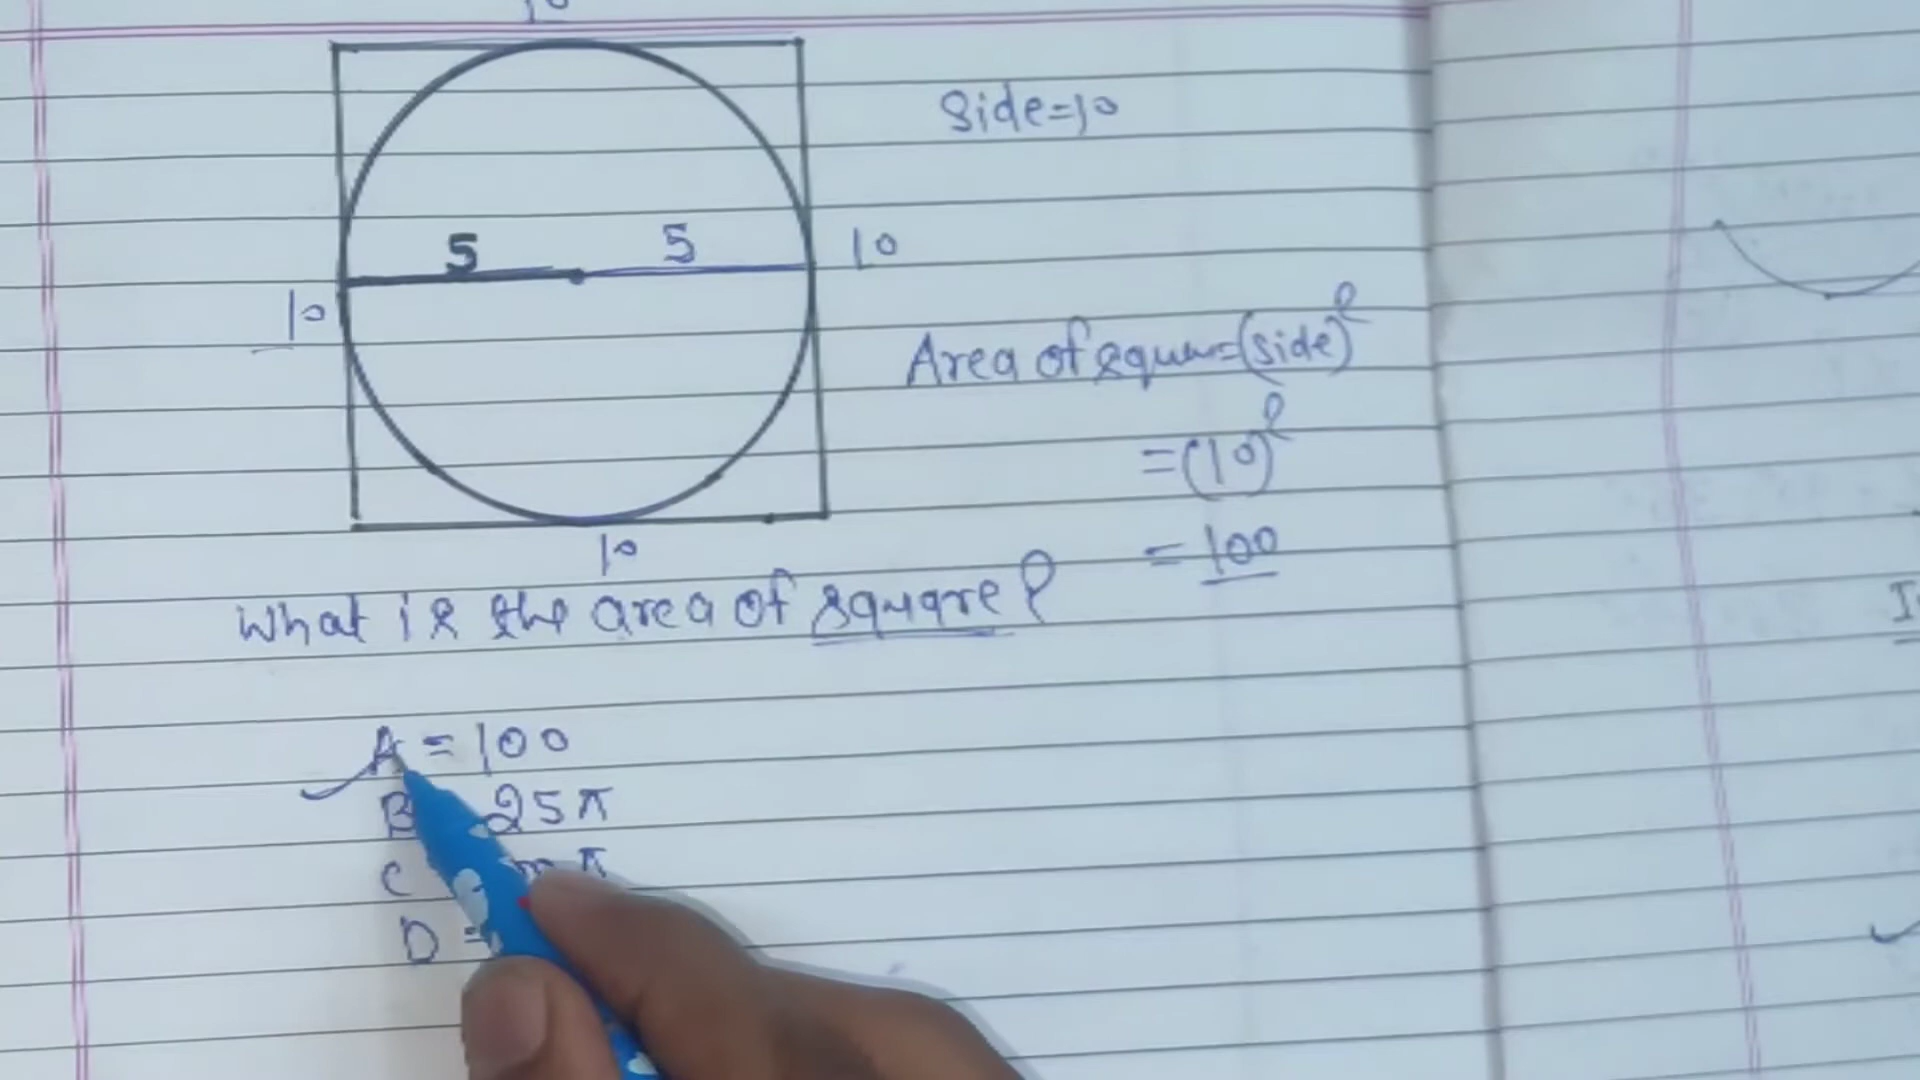 10
Side=10
5 5 10
10
Area of squ=(side)²
=(10)²
10
= 100
What is the area of square?
A = 100
B 25π
C π
D =